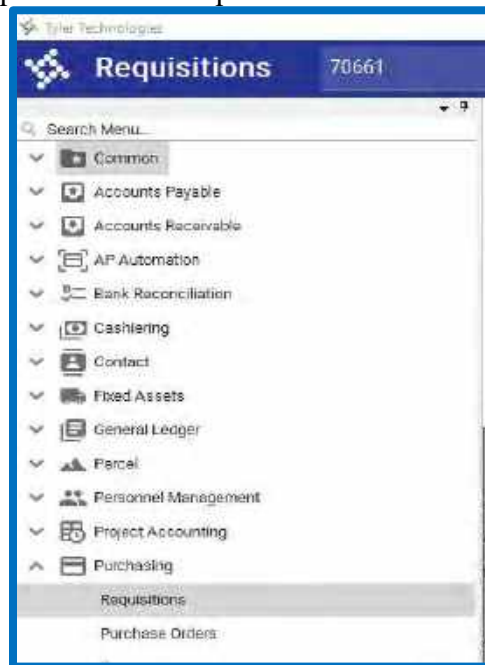 Tyler Technologies
Requisitions 70661
Search Menu...
Common
Accounts Payable
Accounts Receivable
AP Automation
Bank Reconciliation
Cashiering
Contact
Fixed Assets
General Ledger
Parcel
Personnel Management
Project Accounting
Purchasing
Requisitions
Purchase Orders